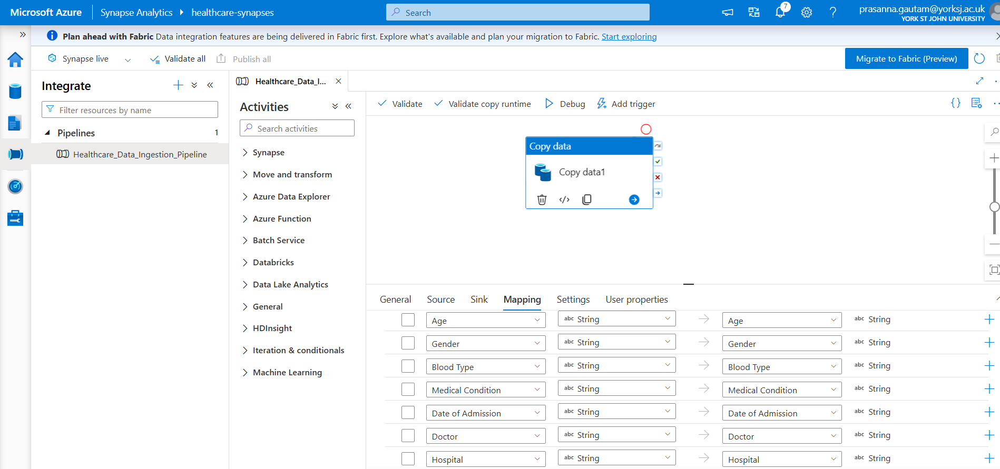 Microsoft Azure
Synapse Analytics
healthcare-synapses
Search
7
prasanna.gautam@yorksj.ac.uk
YORK ST JOHN UNIVERSITY
Plan ahead with Fabric Data integration features are being delivered in Fabric first. Explore what's available and plan your migration to Fabric. Start exploring
Synapse live
Validate all
Publish all
Migrate to Fabric (Preview)
Integrate
Filter resources by name
Pipelines
1
Healthcare_Data_Ingestion_Pipeline
Healthcare_Data_I...
Activities
Search activities
Synapse
Move and transform
Azure Data Explorer
Azure Function
Batch Service
Databricks
Data Lake Analytics
General
HDInsight
Iteration & conditionals
Machine Learning
Validate
Validate copy runtime
Debug
Add trigger
Copy data
Copy data1
General
Source
Sink
Mapping
Settings
User properties
Age abc String Age abc String
Gender abc String Gender abc String
Blood Type abc String Blood Type abc String
Medical Condition abc String Medical Condition abc String
Date of Admission abc String Date of Admission abc String
Doctor abc String Doctor abc String
Hospital abc String Hospital abc String